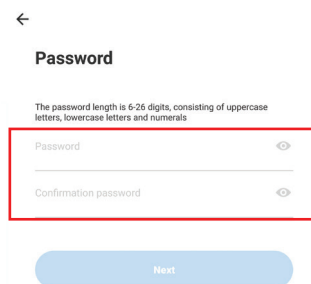 Password
The password length is 6-26 digits, consisting of uppercase
letters, lowercase letters and numerals
Password
Confirmation password
Next